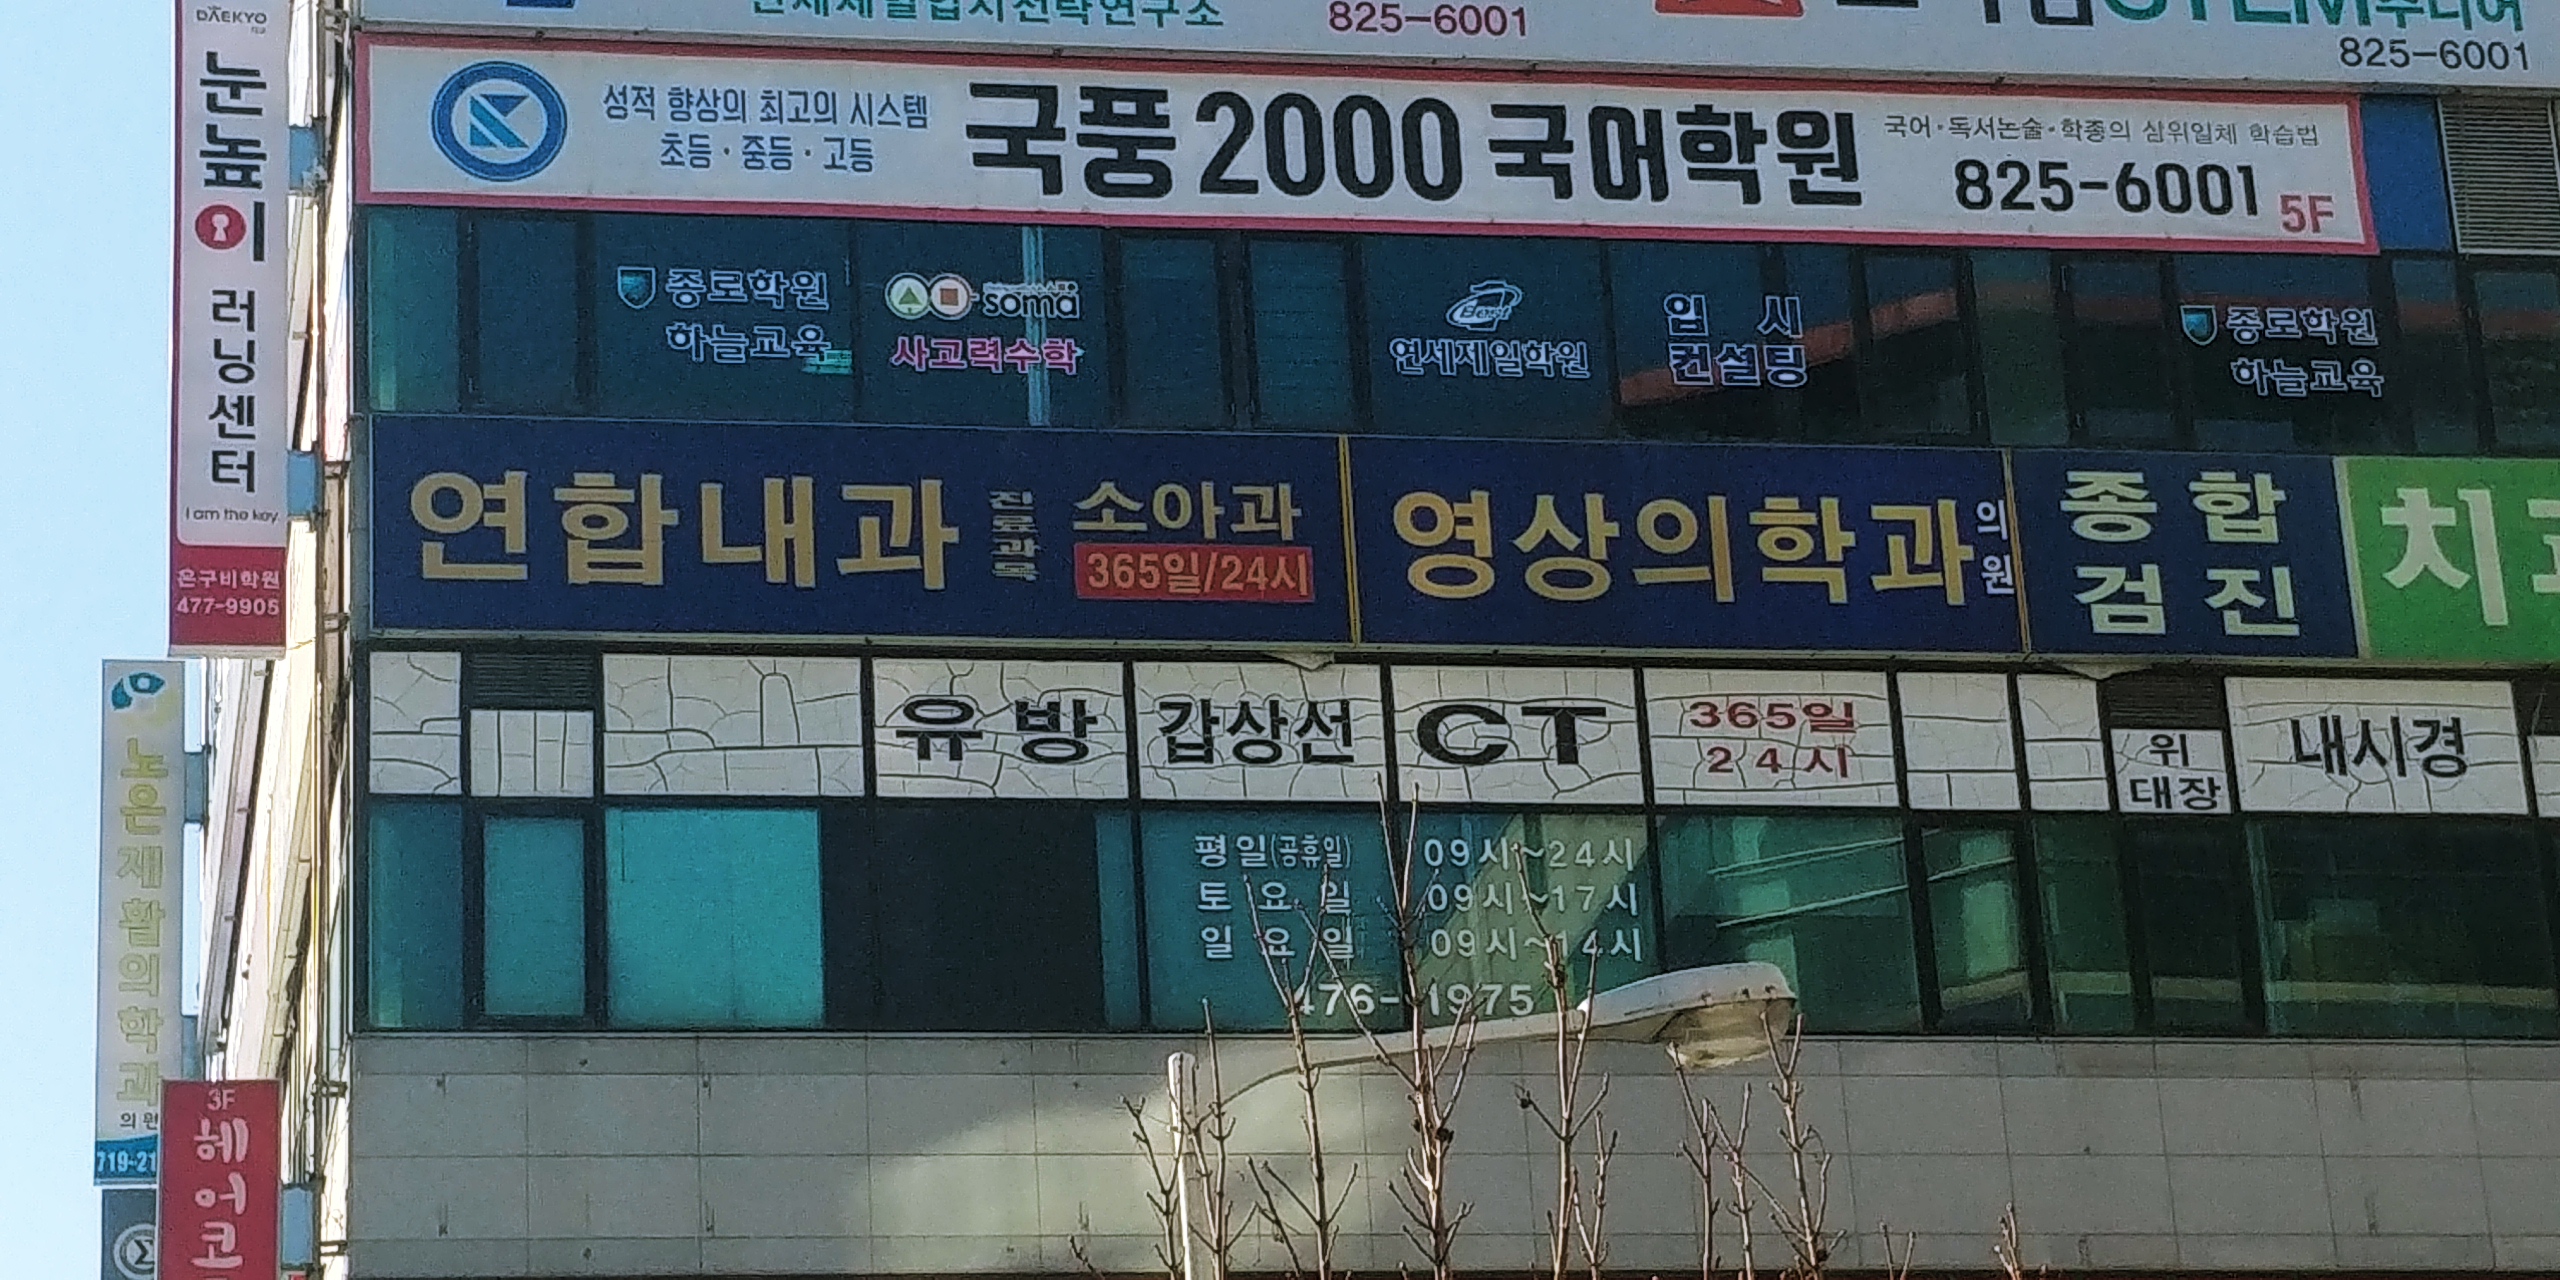 DAEKYO
눈높이
러닝센터
I am the key
은구비학원
477-9905
825-6001
주니어
825-6001
성적 향상의 최고의 시스템
초등·중등·고등
국풍2000 국어학원
국어·독서논술·학종의 삼위일체 학습법
825-6001 5F
종로학원
하늘교육
soma
사고력수학
연세제일학원
입 시
컨설팅
종로학원
하늘교육
연합내과
진료과목
소아과
365일/24시
영상의학과
의원
종합
검진
유방
갑상선
CT
365일
24시
위
대장
내시경
평일(공휴일) 09시~24시
토요일 09시~17시
일요일 09시~14시
476-1975
노은재활의학과
의원
719-21
3F
헤어코